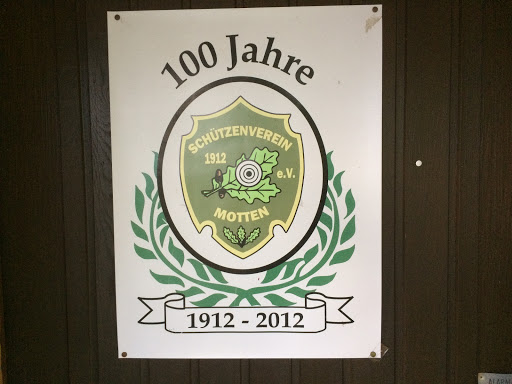 100 Jahre
SCHÜTZENVEREIN
1912
e.V.
MOTTEN
1912 - 2012